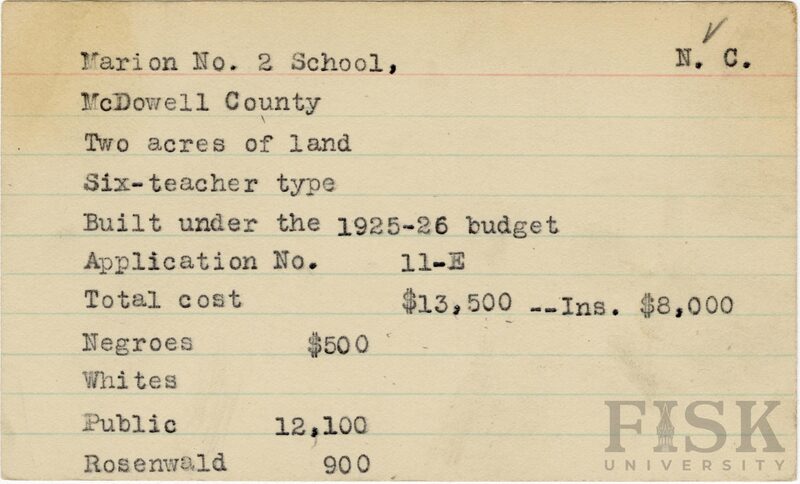 Marion No. 2 School, N. C.
McDowell County
Two acres of land
Six-teacher type
Built under the 1925-26 budget
Application No. 11-E
Total cost $13,500 --Ins. $8,000
Negroes $500
Whites
Public 12,100
Rosenwald 900
FISK
UNIVERSITY